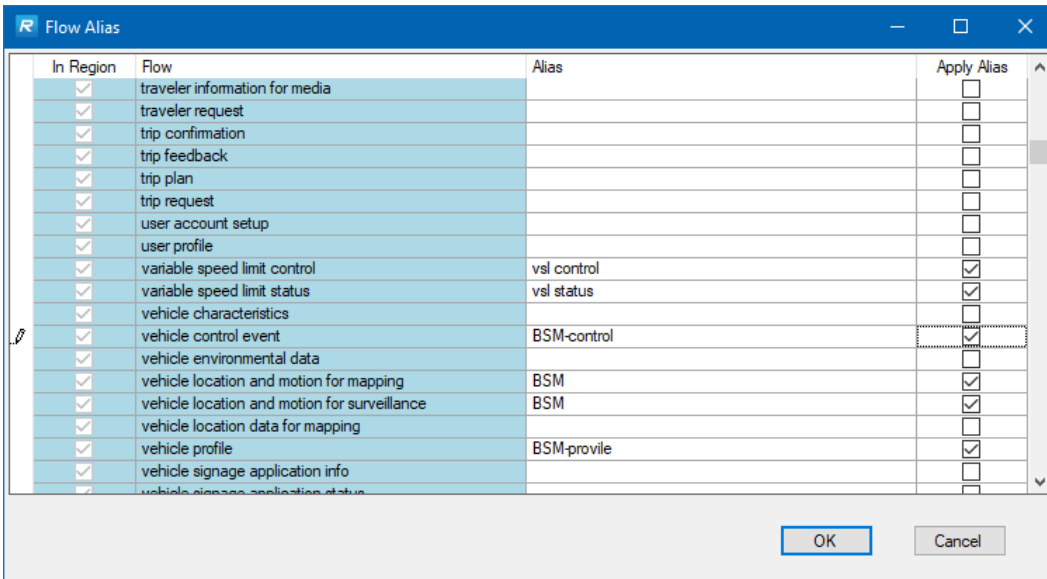 R Flow Alias
In Region Flow Alias Apply Alias
traveler information for media
traveler request
trip confirmation
trip feedback
trip plan
trip request
user account setup
user profile
variable speed limit control vsl control
variable speed limit status vsl status
vehicle characteristics
vehicle control event BSM-control
vehicle environmental data
vehicle location and motion for mapping BSM
vehicle location and motion for surveillance BSM
vehicle location data for mapping
vehicle profile BSM-provile
vehicle signage application info
vehicle signage application status
OK Cancel